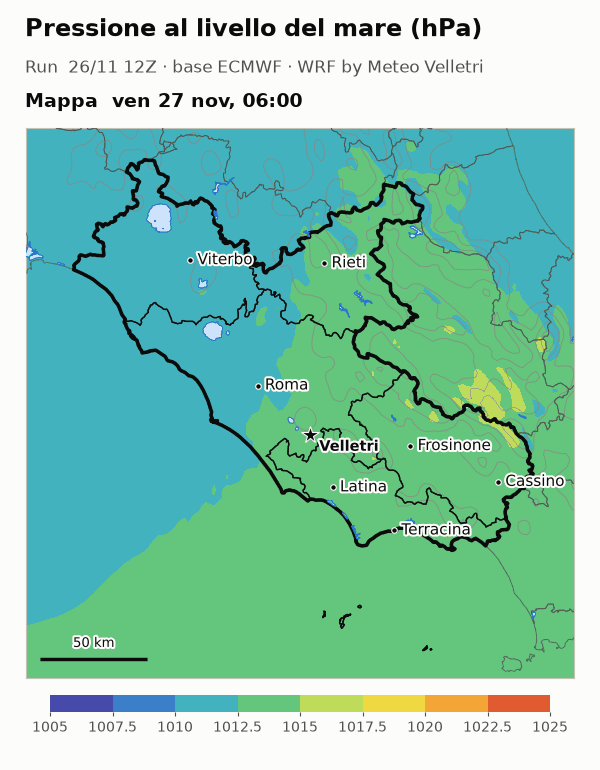 Pressione al livello del mare (hPa)
Run  26/11 12Z · base ECMWF · WRF by Meteo Velletri
Mappa  ven 27 nov, 06:00
Viterbo
Rieti
Roma
Velletri
Frosinone
Latina
Cassino
Terracina
50 km
1005 1007.5 1010 1012.5 1015 1017.5 1020 1022.5 1025